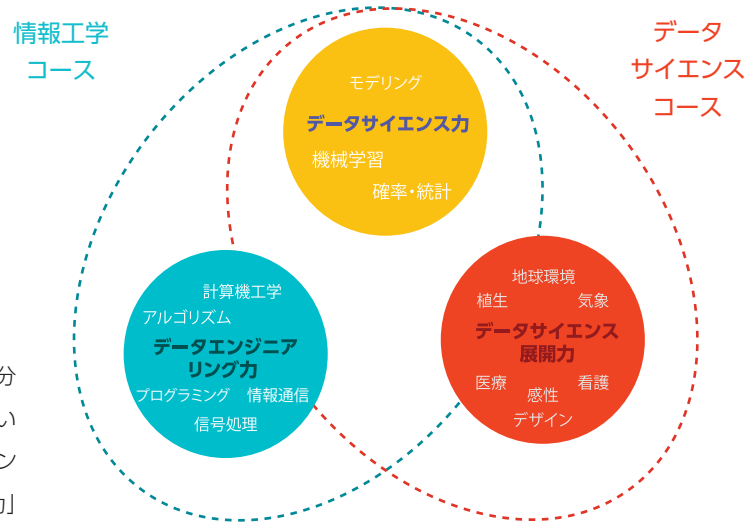 情報工学
コース
データ
サイエンス
コース
モデリング
データサイエンス力
機械学習
確率・統計
計算機工学
アルゴリズム
データエンジニア
リング力
プログラミング 情報通信
信号処理
地球環境
植生 気象
データサイエンス
展開力
医療 看護
感性
デザイン
分
い
ン
」